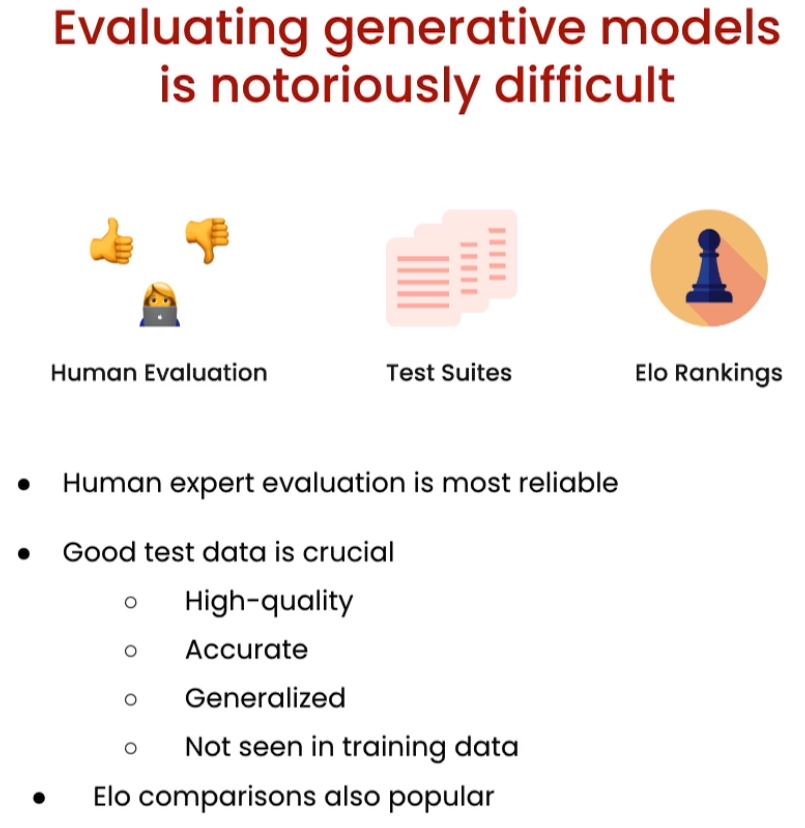 Evaluating generative models
is notoriously difficult
Human Evaluation
Test Suites
Elo Rankings
● Human expert evaluation is most reliable
● Good test data is crucial
○ High-quality
○ Accurate
○ Generalized
○ Not seen in training data
● Elo comparisons also popular